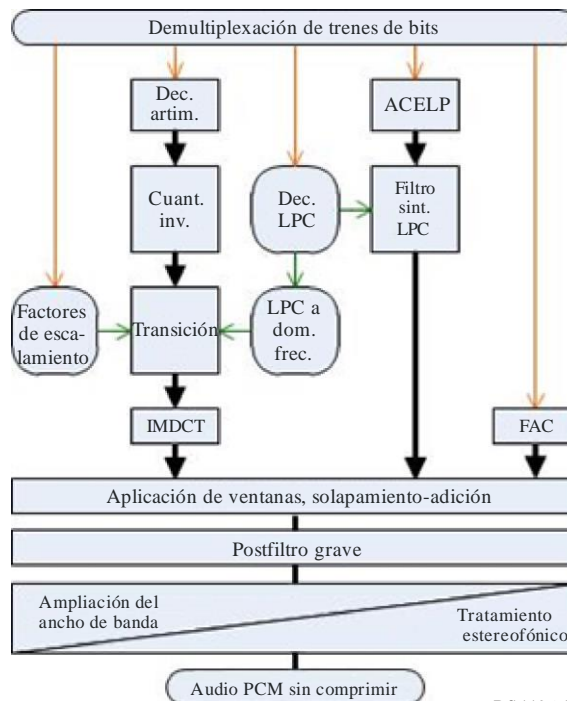 Demultiplexación de trenes de bits
Dec.
artim.
ACELP
Cuant.
inv.
Dec.
LPC
Filtro
sint.
LPC
Factores
de esca-
lamiento
Transición
LPC a
dom.
frec.
IMDCT
FAC
Aplicación de ventanas, solapamiento-adición
Postfiltro grave
Ampliación del
ancho de banda
Tratamiento
estereofónico
Audio PCM sin comprimir